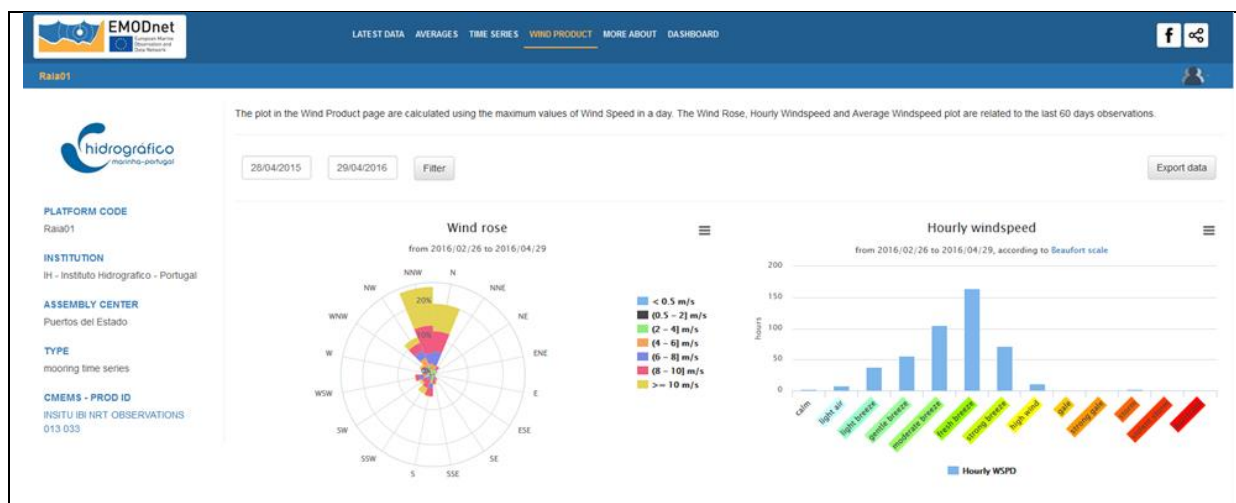 EMODnet
European Marine
Observation and
Data Network
LATEST DATA AVERAGES TIME SERIES WIND PRODUCT MORE ABOUT DASHBOARD
f
Raia01
The plot in the Wind Product page are calculated using the maximum values of Wind Speed in a day. The Wind Rose, Hourly Windspeed and Average Windspeed plot are related to the last 60 days observations.
hidrográfico
marinha-portugal
28/04/2015 29/04/2016 Filter Export data
PLATFORM CODE
Raia01
INSTITUTION
IH - Instituto Hidrografico - Portugal
ASSEMBLY CENTER
Puertos del Estado
TYPE
mooring time series
CMEMS - PROD ID
INSITU IBI NRT OBSERVATIONS
013 033
Wind rose
from 2016/02/26 to 2016/04/29
N
NNE
NE
ENE
E
ESE
SE
SSE
S
SSW
SW
WSW
W
WNW
NW
NNW
20%
10%
< 0.5 m/s
(0.5 – 2] m/s
(2 – 4] m/s
(4 – 6] m/s
(6 – 8] m/s
(8 – 10] m/s
>= 10 m/s
Hourly windspeed
from 2016/02/26 to 2016/04/29, according to Beaufort scale
200
150
100
50
0
hours
calm
light air
light breeze
gentle breeze
moderate breeze
fresh breeze
strong breeze
high wind
gale
strong gale
storm
Hourly WSPD